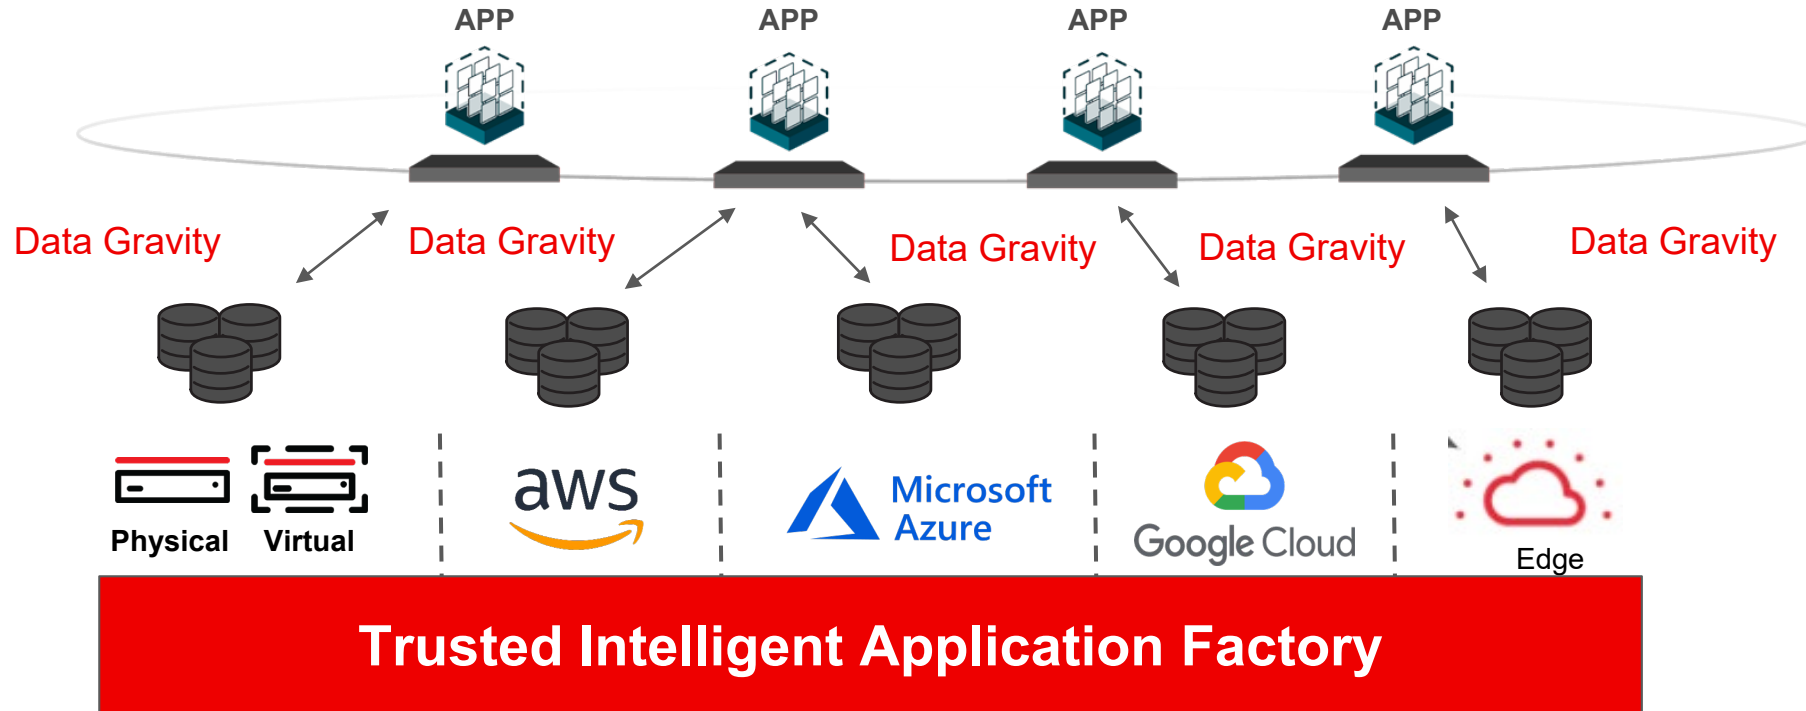 APP
APP
APP
APP
Data Gravity
Data Gravity
Data Gravity
Data Gravity
Data Gravity
Physical
Virtual
aws
Microsoft
Azure
Google Cloud
Edge
Trusted Intelligent Application Factory